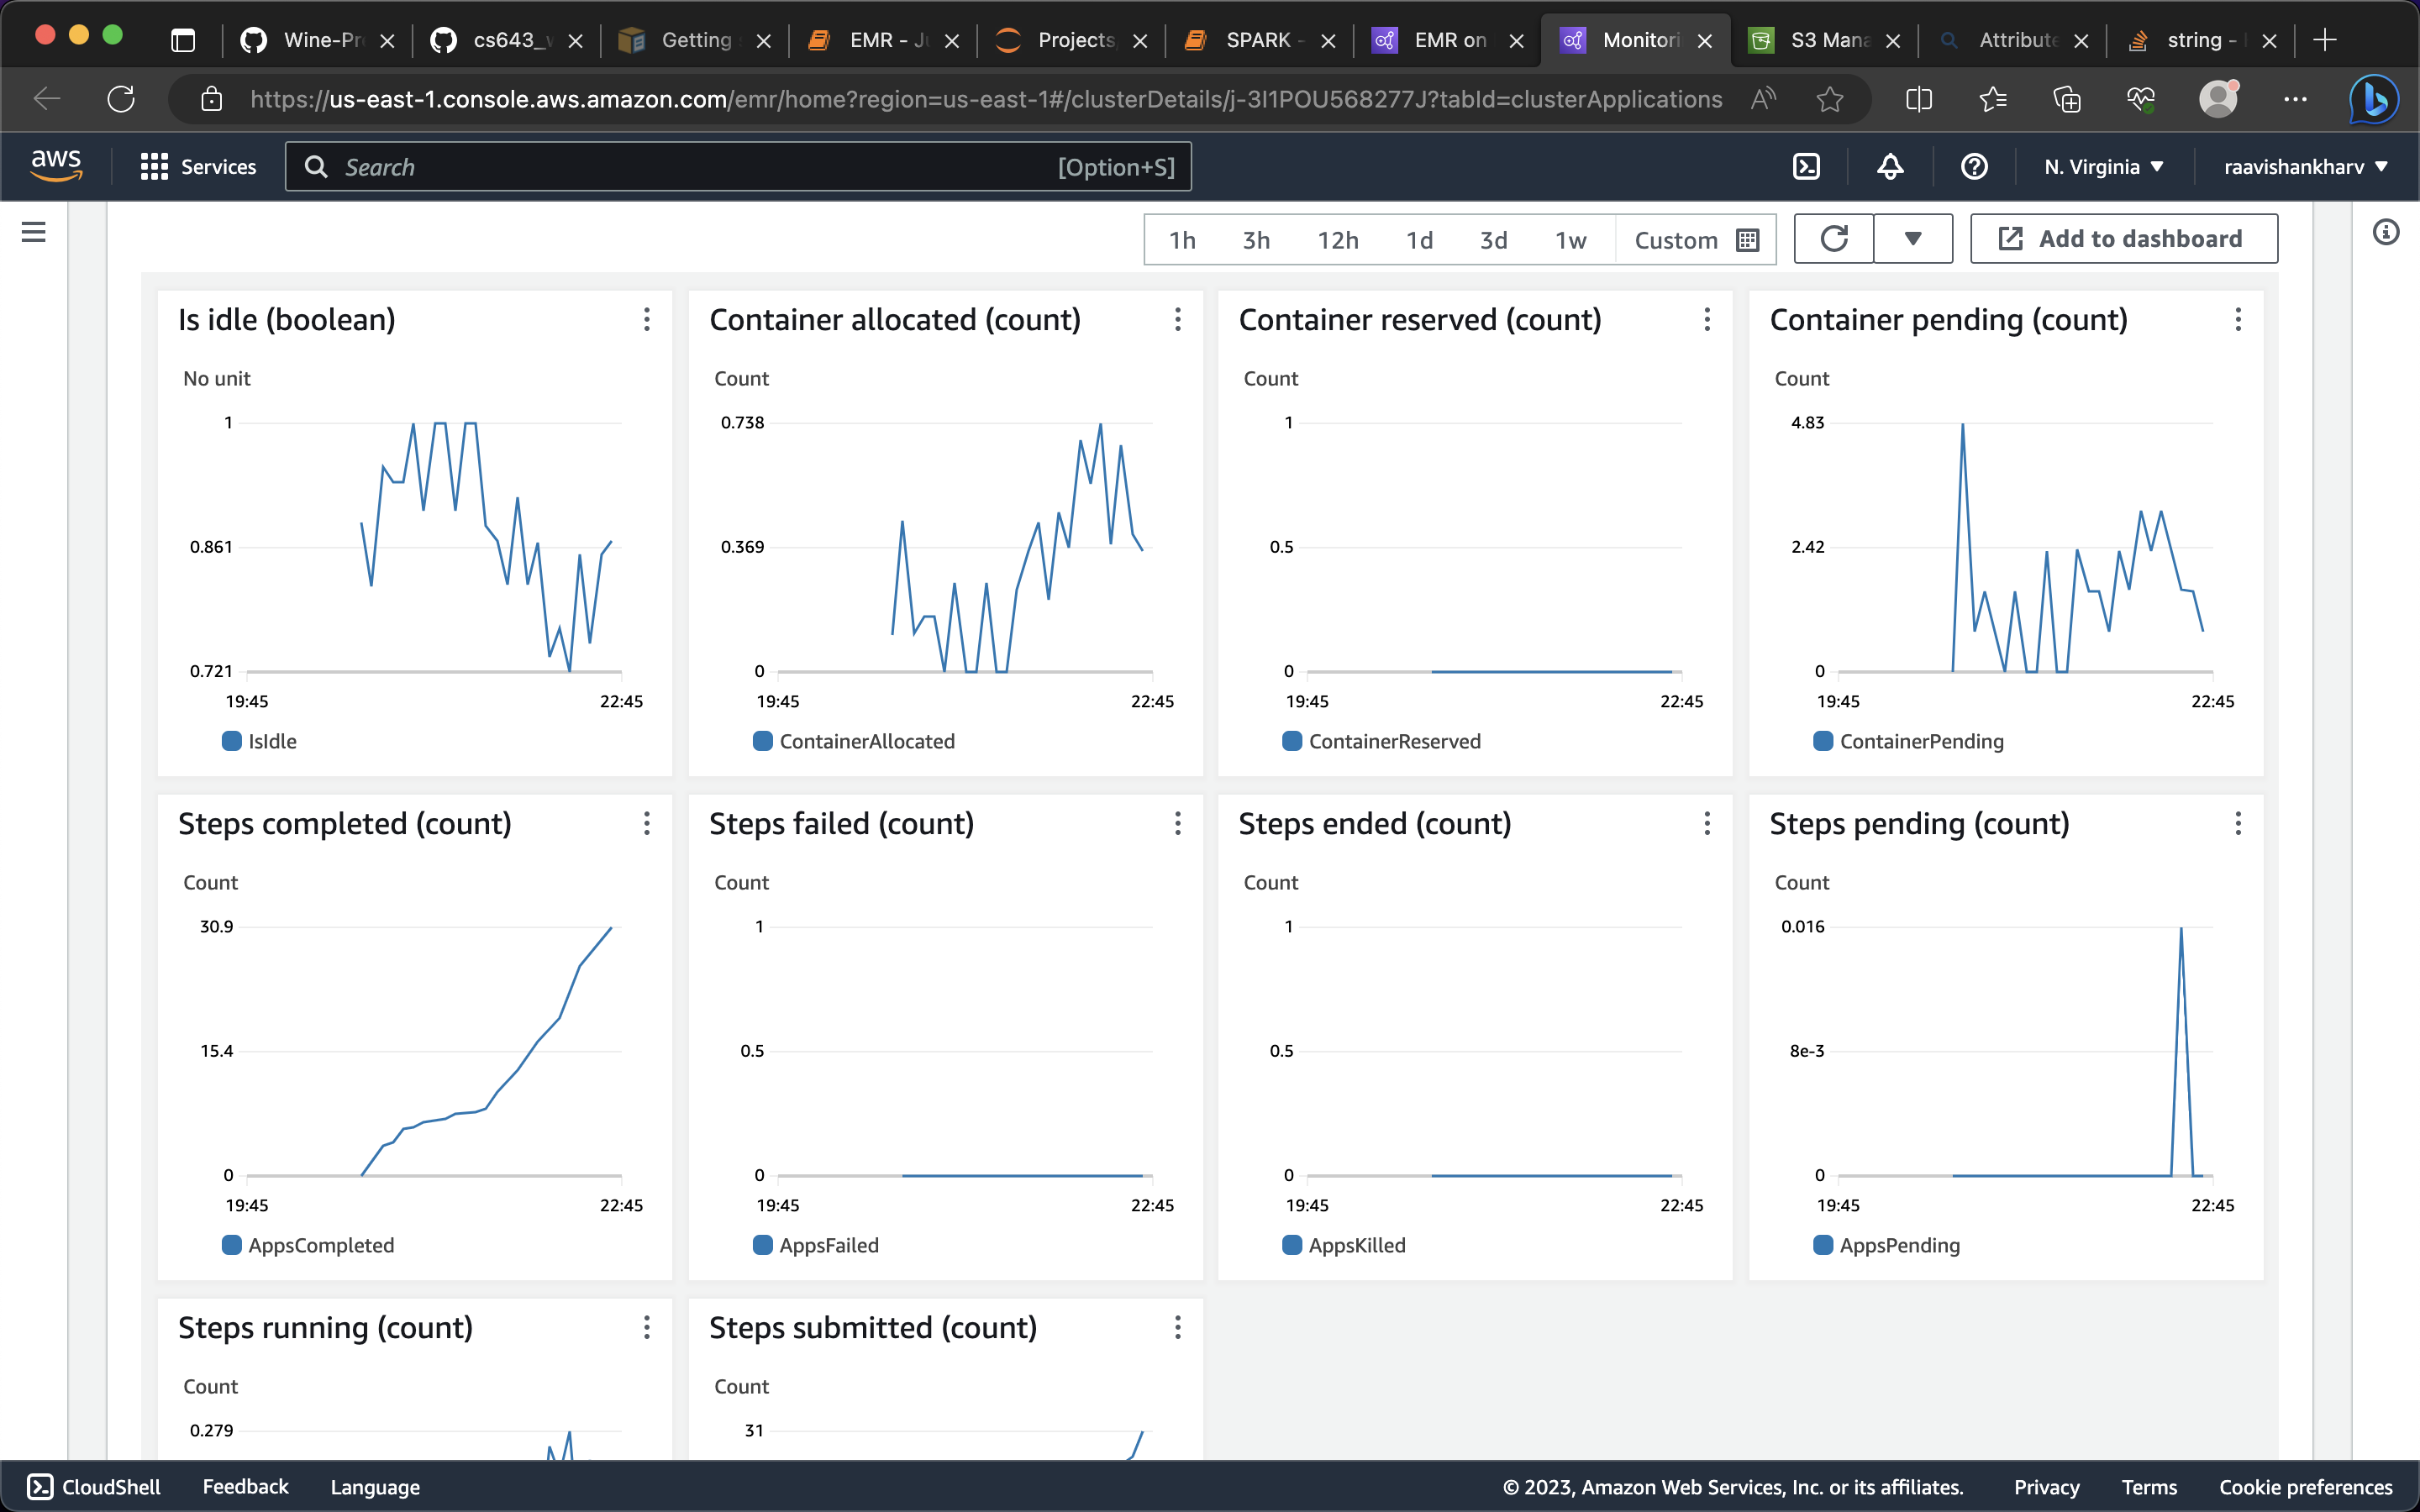 Wine-Pr
cs643_w
Getting
EMR - Ju
Projects
SPARK -
EMR on
Monitori
S3 Mana
Attribute
string -
https://us-east-1.console.aws.amazon.com/emr/home?region=us-east-1#/clusterDetails/j-3I1POU568277J?tabId=clusterApplications
aws
Services
Search
[Option+S]
N. Virginia
raavishankharv
1h
3h
12h
1d
3d
1w
Custom
Add to dashboard
Is idle (boolean)
No unit
1
0.861
0.721
19:45
22:45
IsIdle
Container allocated (count)
Count
0.738
0.369
0
19:45
22:45
ContainerAllocated
Container reserved (count)
Count
1
0.5
0
19:45
22:45
ContainerReserved
Container pending (count)
Count
4.83
2.42
0
19:45
22:45
ContainerPending
Steps completed (count)
Count
30.9
15.4
0
19:45
22:45
AppsCompleted
Steps failed (count)
Count
1
0.5
0
19:45
22:45
AppsFailed
Steps ended (count)
Count
1
0.5
0
19:45
22:45
AppsKilled
Steps pending (count)
Count
0.016
8e-3
0
19:45
22:45
AppsPending
Steps running (count)
Count
0.279
Steps submitted (count)
Count
31
CloudShell
Feedback
Language
© 2023, Amazon Web Services, Inc. or its affiliates.
Privacy
Terms
Cookie preferences